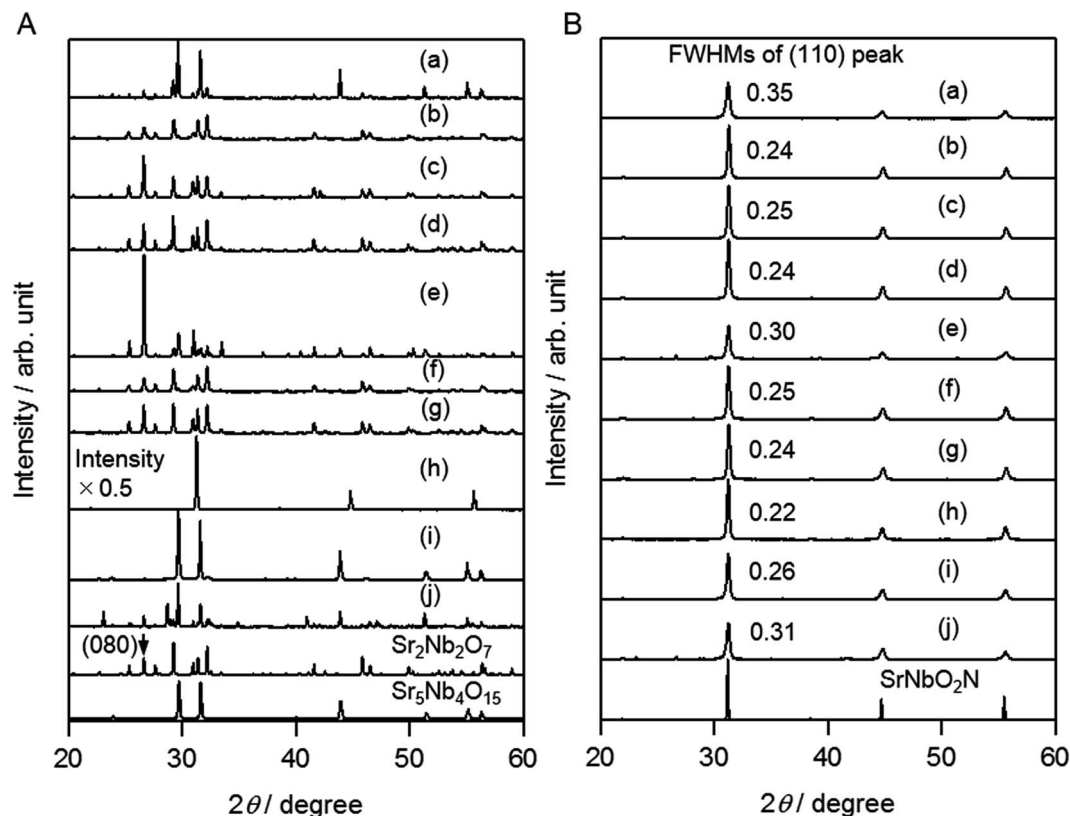 A
(a)
(b)
(c)
(d)
(e)
(f)
(g)
Intensity
× 0.5
(h)
(i)
(j)
(080)
Sr₂Nb₂O₇
Sr₅Nb₄O₁₅
20 30 40 50 60
2θ / degree
Intensity / arb. unit
B
FWHMs of (110) peak
0.35 (a)
0.24 (b)
0.25 (c)
0.24 (d)
0.30 (e)
0.25 (f)
0.24 (g)
0.22 (h)
0.26 (i)
0.31 (j)
SrNbO₂N
20 30 40 50 60
2θ / degree
Intensity / arb. unit